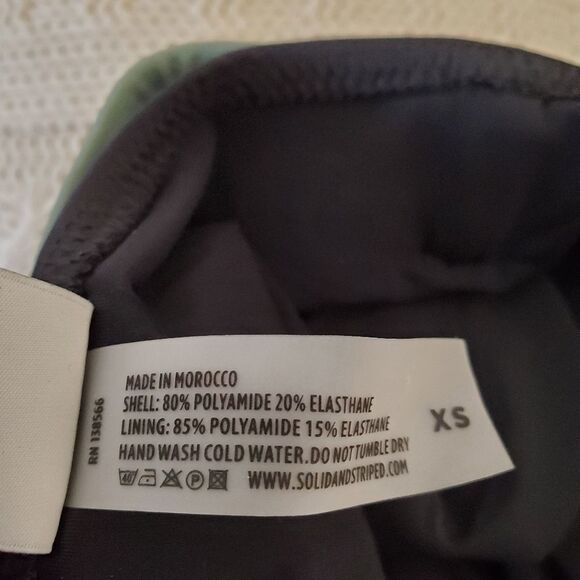 MADE IN MOROCCO
SHELL: 80% POLYAMIDE 20% ELASTHANE
LINING: 85% POLYAMIDE 15% ELASTHANE
HAND WASH COLD WATER.DO NOT TUMBLE DRY
WWW.SOLIDANDSTRIPED.COM
XS
RN 138566